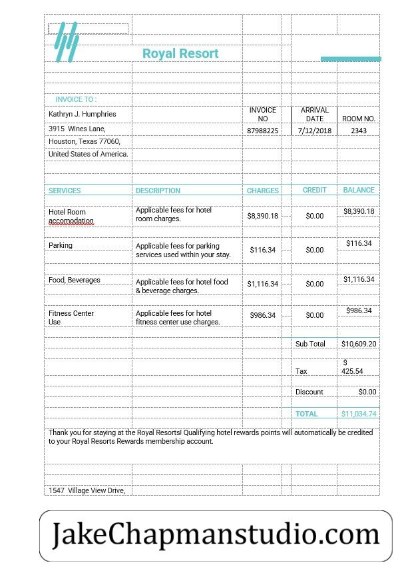 Royal Resort
INVOICE TO :
Kathryn J. Humphries
3915 Wines Lane,
Houston, Texas 77060,
United States of America.
INVOICE NO ARRIVAL DATE ROOM NO.
87988225 7/12/2018 2343
SERVICES DESCRIPTION CHARGES CREDIT BALANCE
Hotel Room accomodation Applicable fees for hotel room charges. $8,390.18 $0.00 $8,390.18
Parking Applicable fees for parking services used within your stay. $116.34 $0.00 $116.34
Food, Beverages Applicable fees for hotel food & beverage charges. $1,116.34 $0.00 $1,116.34
Fitness Center Use Applicable fees for hotel fitness center use charges. $986.34 $0.00 $986.34
Sub Total $10,609.20
Tax $ 425.54
Discount $0.00
TOTAL $11,034.74
Thank you for staying at the Royal Resorts! Qualifying hotel rewards points will automatically be credited
to your Royal Resorts Rewards membership account.
1547 Village View Drive,
JakeChapmanstudio.com